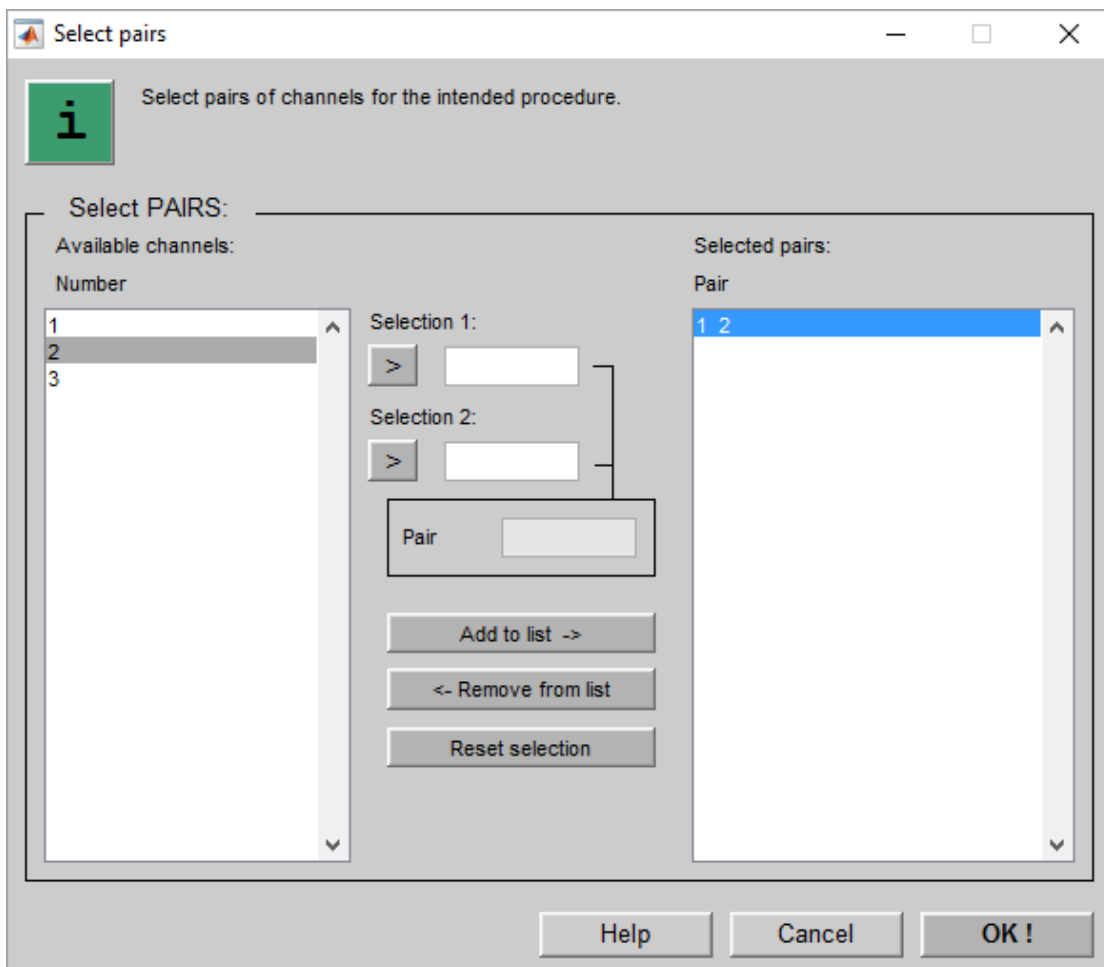 Select pairs
i
Select pairs of channels for the intended procedure.
Select PAIRS:
Available channels:
Number
1
2
3
Selection 1:
>
Selection 2:
>
Pair
Add to list ->
<- Remove from list
Reset selection
Selected pairs:
Pair
1 2
Help
Cancel
OK !